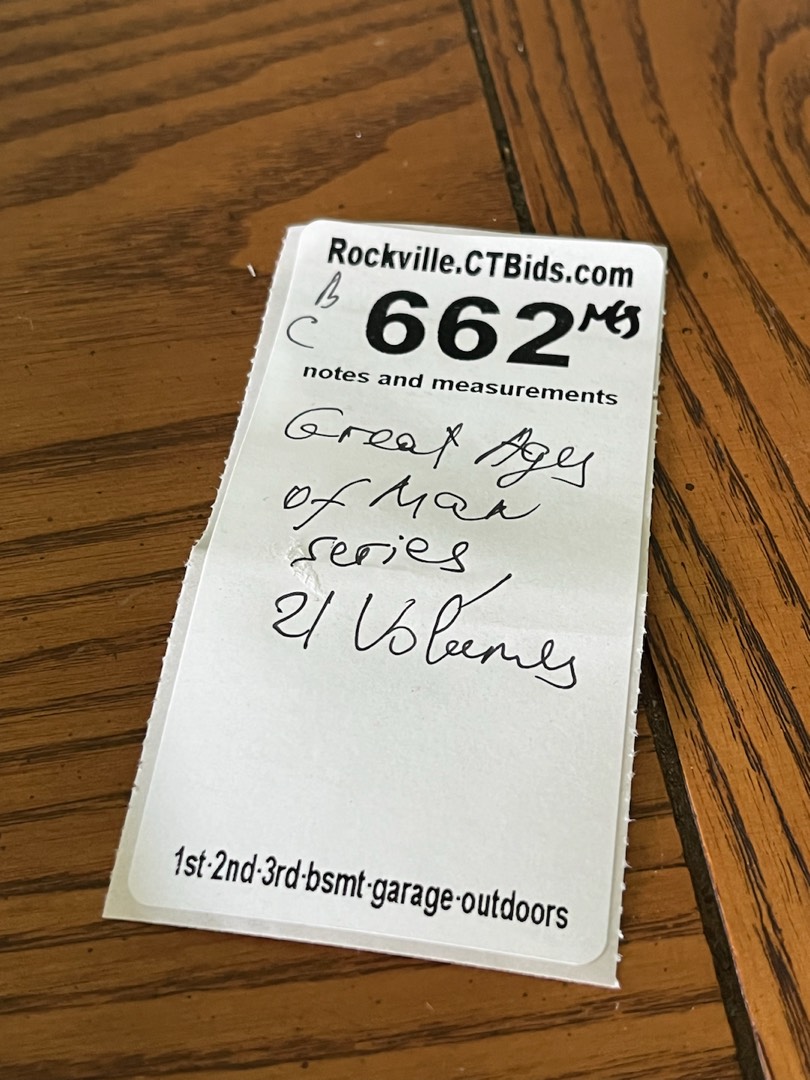 Rockville.CTBids.com
B
C
662
notes and measurements
Great Ages
of Man
series,
21 Volumes
1st·2nd·3rd·bsmt·garage·outdoors